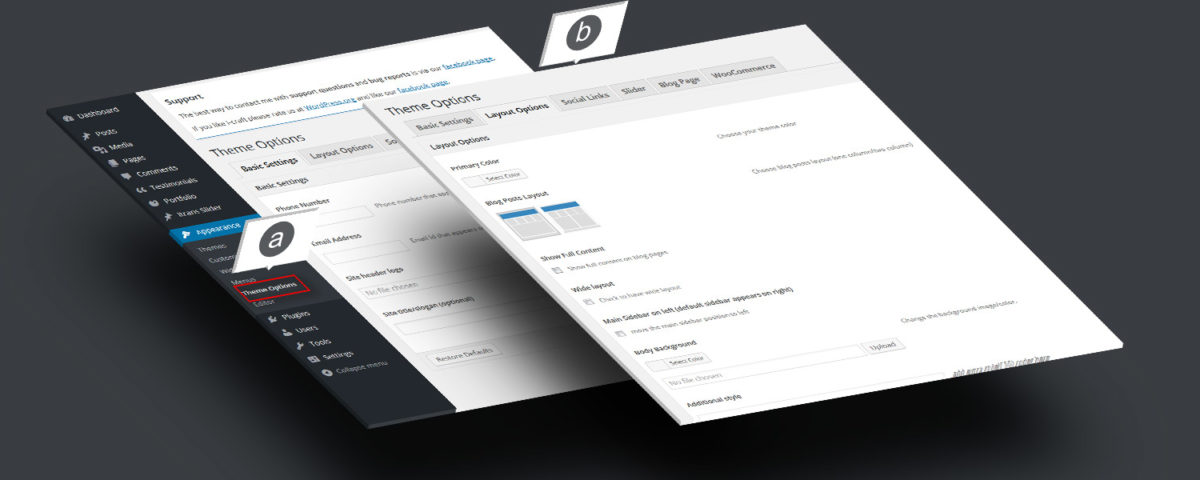 Dashboard
Posts
Media
Pages
Comments
Testimonials
Portfolio
itrans Slider
Appearance
Themes
Menus
Theme Options
Editor
Plugins
Users
Tools
Settings
Collapse menu
a
Support
The best way to contact me with support questions and bug reports is via our facebook page.
If you like i-craft please rate us at WordPress.org and like our facebook page.
Theme Options
Basic Settings Layout Options
Basic Settings
Phone Number
Phone number that
Email Address
Email id that appears
Site header logo
No file chosen
Site title/slogan (optional)
Restore Defaults
b
Theme Options
Basic Settings Layout Options Social Links Slider Blog Page WooCommerce
Layout Options
Primary Color
Select Color
Choose your theme color
Blog Posts Layout
Choose blog posts layout (one column/two column)
Show Full Content
Show full content on blog pages
Wide layout
Check to have wide layout
Main Sidebar on left (default sidebar appears on right)
move the main sidebar position to left
Body Background
Select Color
Change the background image/color.
No file chosen
Upload
Additional style